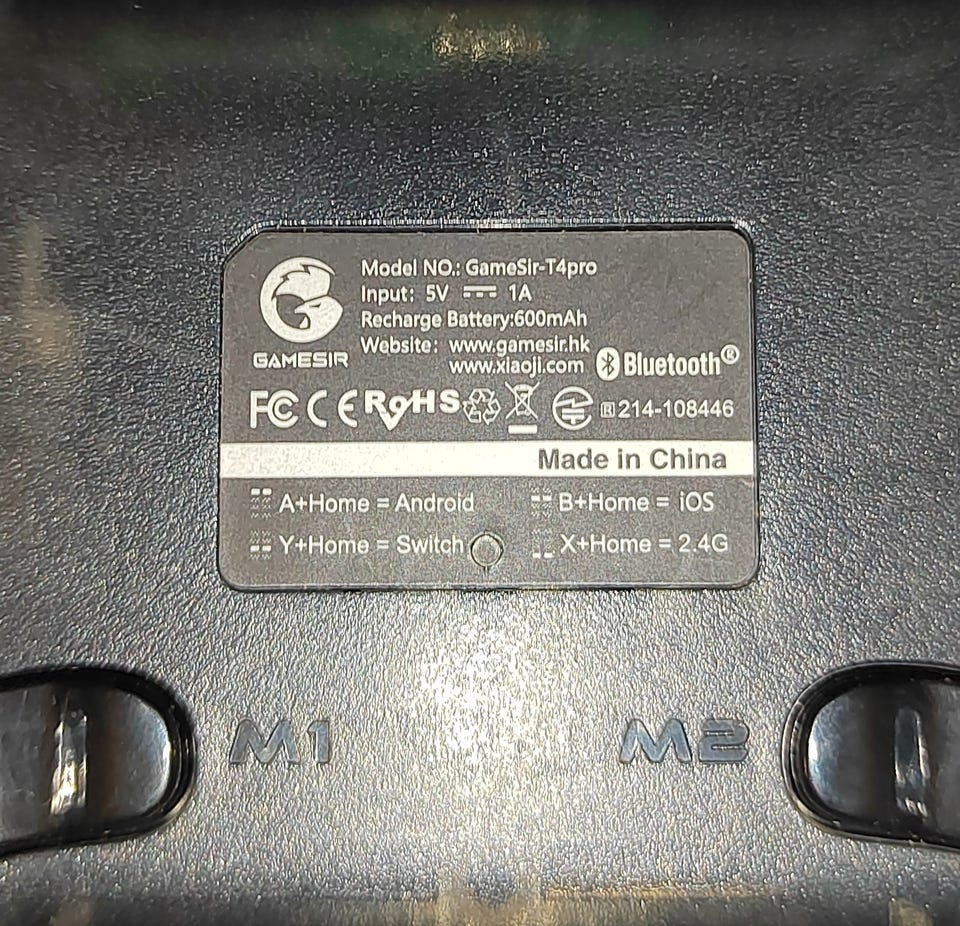 Model NO.: GameSir-T4pro
Input: 5V 1A
Recharge Battery:600mAh
Website: www.gamesir.hk
www.xiaoji.com
GAMESIR
Bluetooth®
FC CE RoHS R 214-108446
Made in China
A+Home = Android B+Home = iOS
Y+Home = Switch X+Home = 2.4G
M1 M2